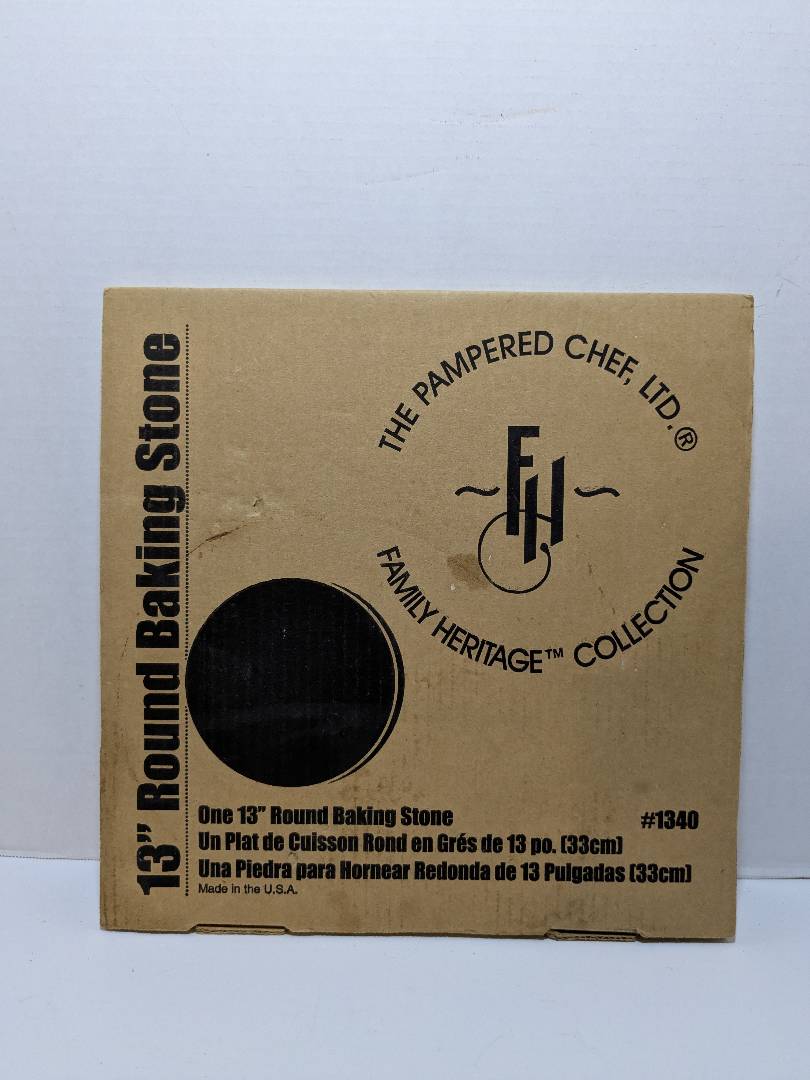 13” Round Baking Stone
THE PAMPERED CHEF, LTD.®
FH
FAMILY HERITAGE™ COLLECTION
One 13” Round Baking Stone
#1340
Un Plat de Cuisson Rond en Grés de 13 po. (33cm)
Una Piedra para Hornear Redonda de 13 Pulgadas (33cm)
Made in the U.S.A.